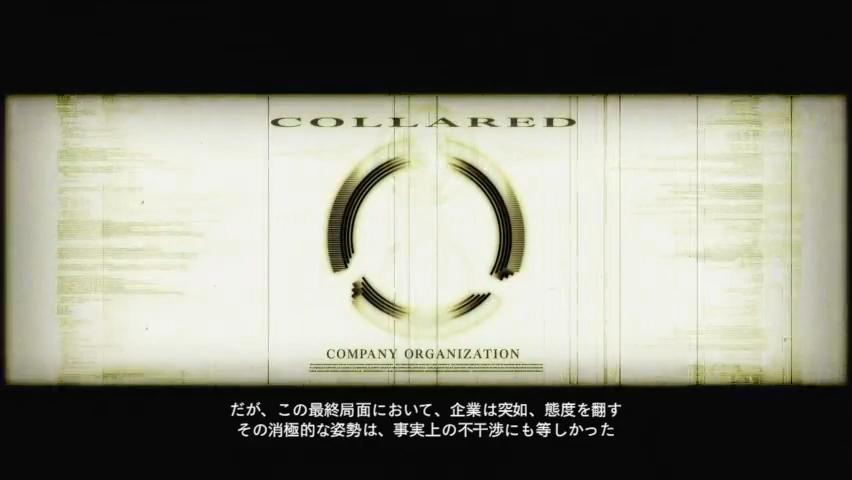 COLLARED
COMPANY ORGANIZATION
だが、この最終局面において、企業は突如、態度を翻す
その消極的な姿勢は、事実上の不干渉にも等しかった